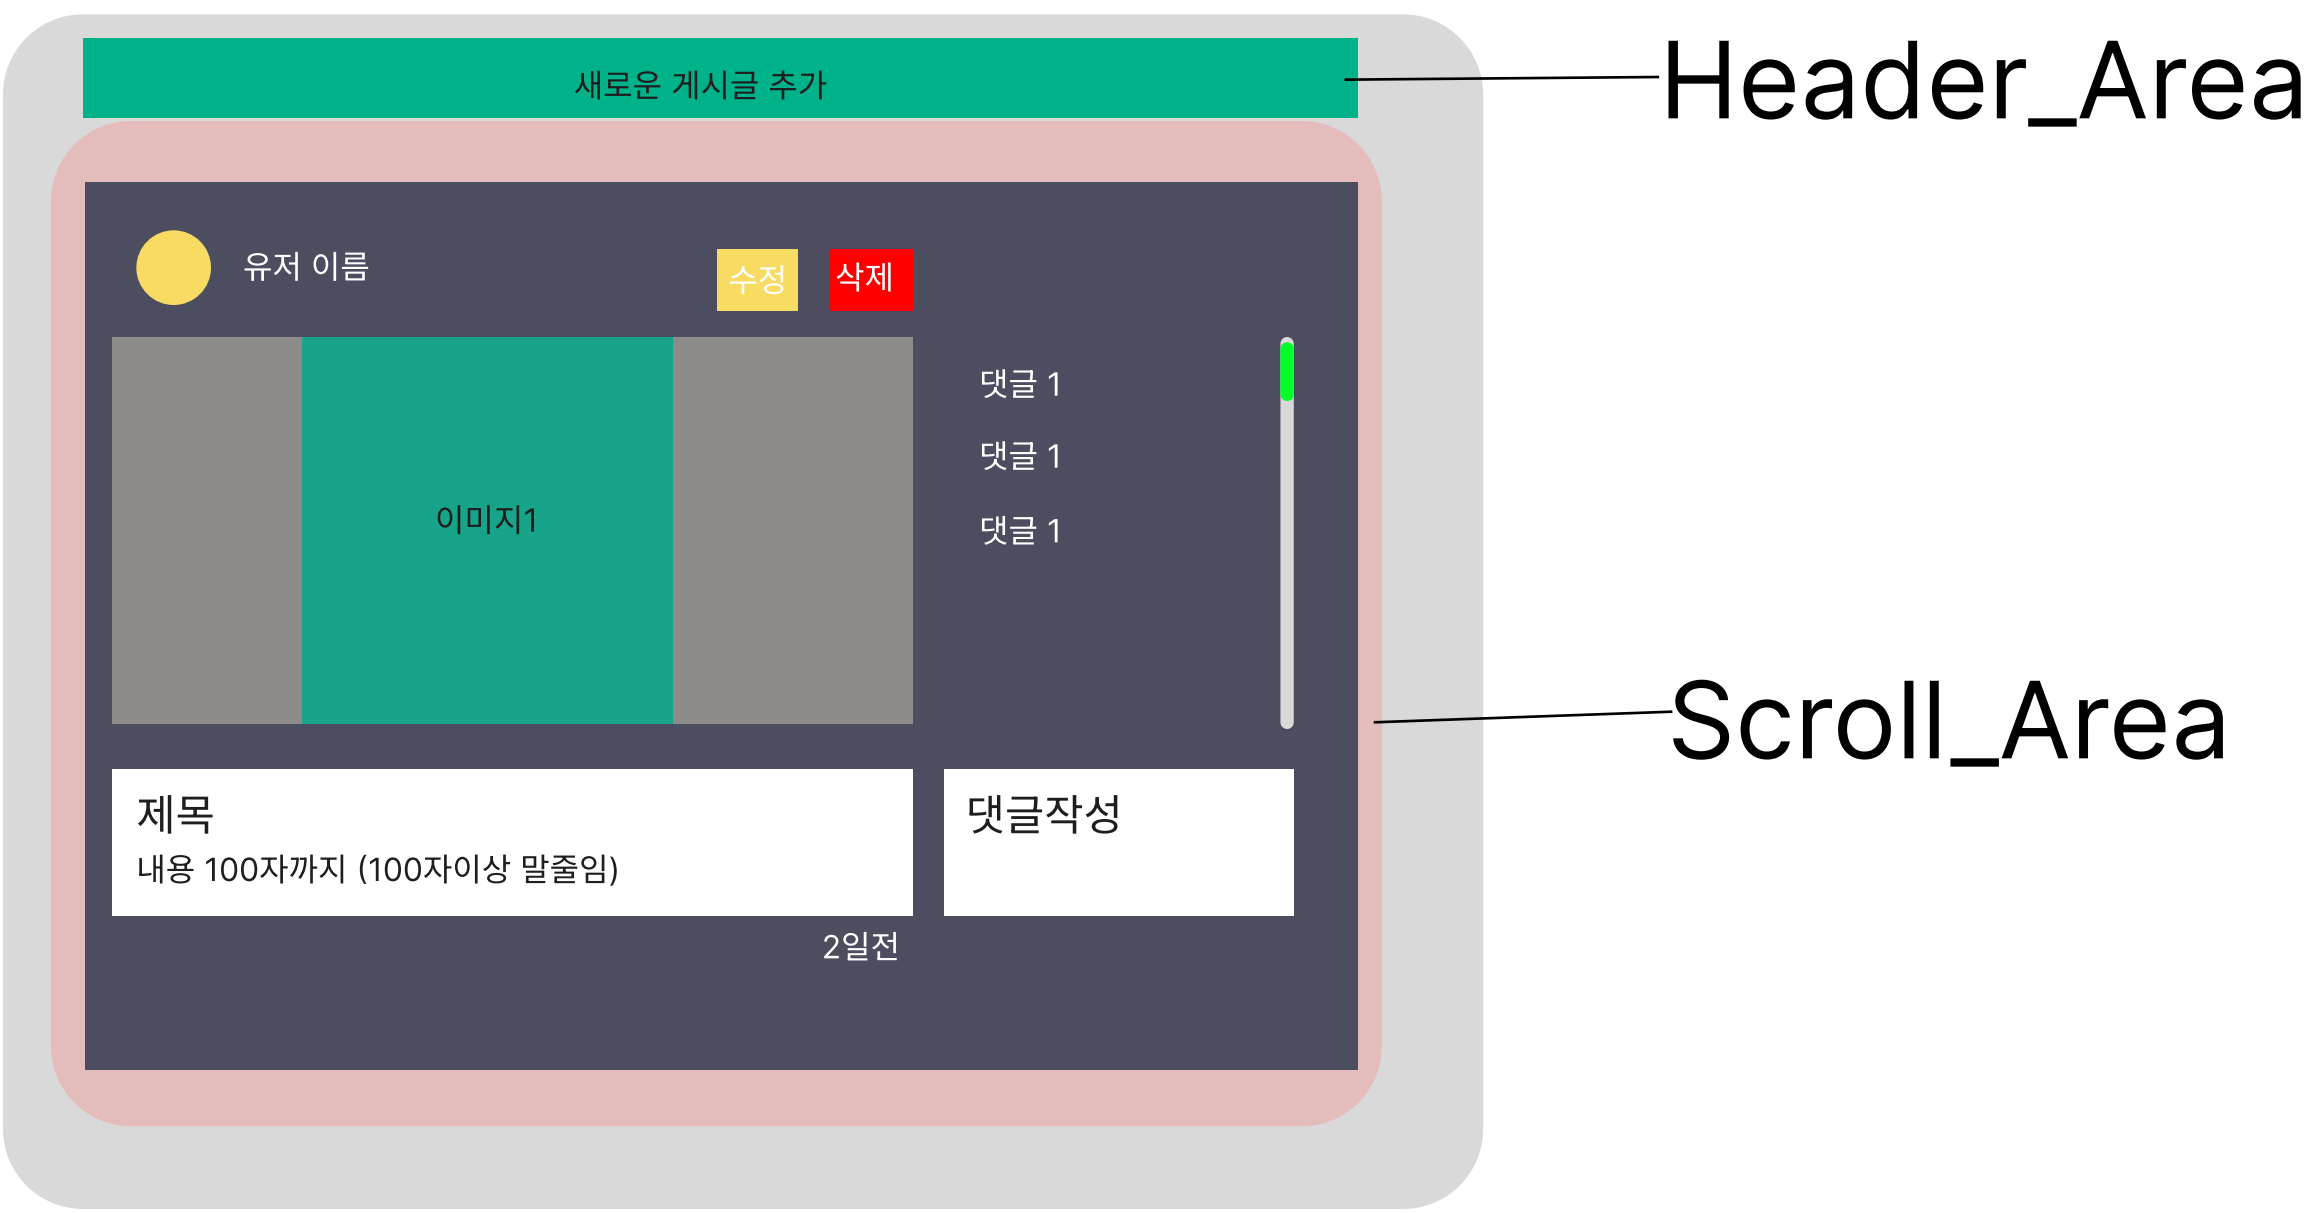 새로운 게시글 추가
Header_Area
유저 이름
수정
삭제
이미지1
댓글 1
댓글 1
댓글 1
Scroll_Area
제목
내용 100자까지 (100자이상 말줄임)
댓글작성
2일전